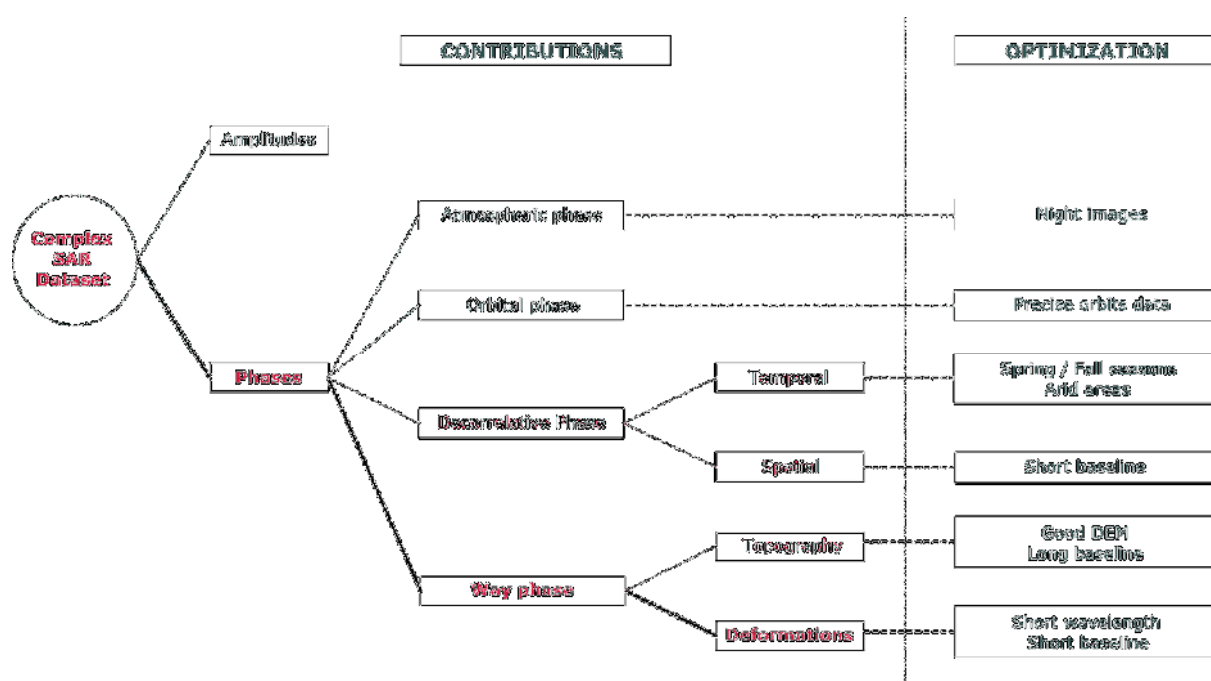 CONTRIBUTIONS
OPTIMIZATION
Amplitudes
Complex
SAR
Dataset
Atmospheric phase
Night images
Orbital phase
Precise orbits data
Phases
Temporal
Spring / Fall seasons
Arid areas
Decorrelative Phase
Spatial
Short baseline
Topography
Good DEM
Long baseline
Way phase
Deformations
Short wavelength
Short baseline